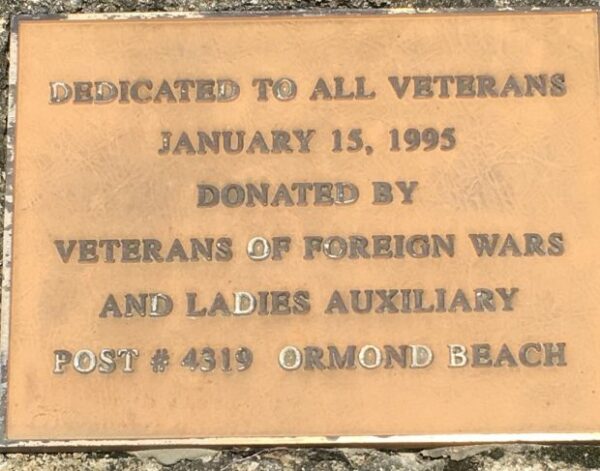 DEDICATED TO ALL VETERANS
JANUARY 15, 1995
DONATED BY
VETERANS OF FOREIGN WARS
AND LADIES AUXILIARY
POST # 4319 ORMOND BEACH